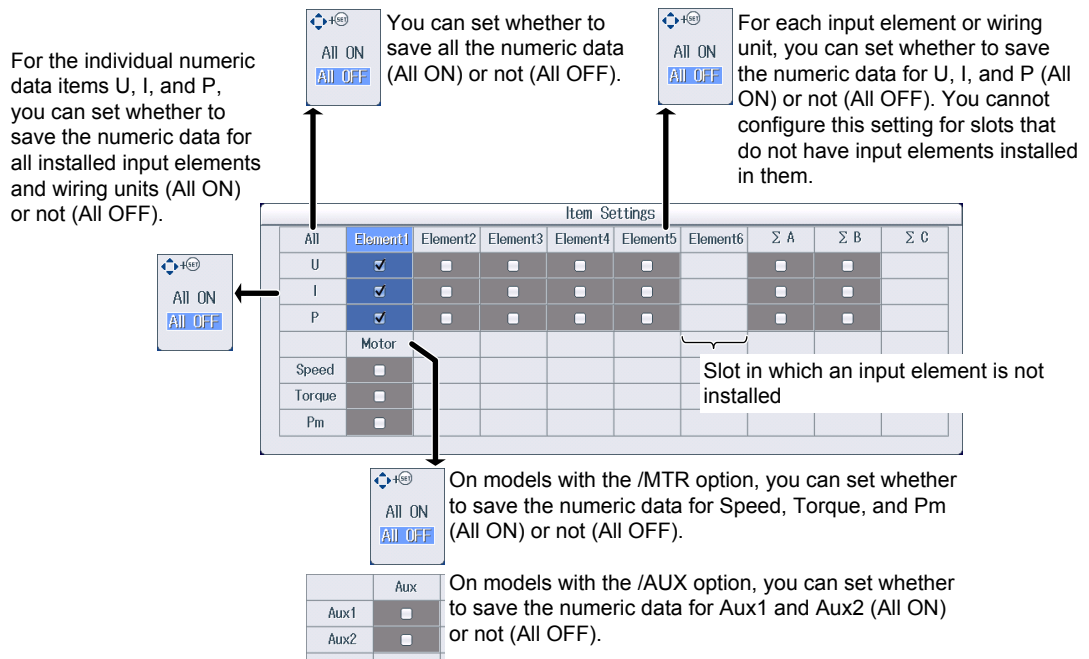 SET
All ON
All OFF
You can set whether to
save all the numeric data
(All ON) or not (All OFF).
SET
All ON
All OFF
For each input element or wiring
unit, you can set whether to save
the numeric data for U, I, and P (All
ON) or not (All OFF). You cannot
configure this setting for slots that
do not have input elements installed
in them.
For the individual numeric
data items U, I, and P,
you can set whether to
save the numeric data for
all installed input elements
and wiring units (All ON)
or not (All OFF).
SET
All ON
All OFF
Item Settings
All Element1 Element2 Element3 Element4 Element5 Element6 Σ A Σ B Σ C
U
I
P
Motor
Speed
Torque
Pm
Slot in which an input element is not
installed
SET
All ON
All OFF
On models with the /MTR option, you can set whether
to save the numeric data for Speed, Torque, and Pm
(All ON) or not (All OFF).
Aux
Aux1
Aux2
On models with the /AUX option, you can set whether
to save the numeric data for Aux1 and Aux2 (All ON)
or not (All OFF).